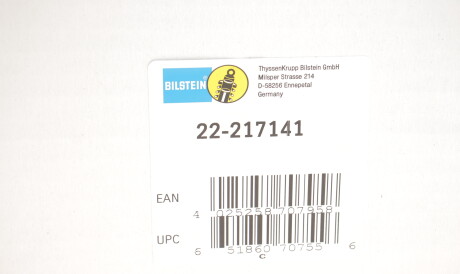 BILSTEIN
ThyssenKrupp Bilstein GmbH
Milsper Strasse 214
D-58256 Ennepetal
Germany
22-217141
EAN
4 025258 707958
UPC
6 51860 70755 6
C